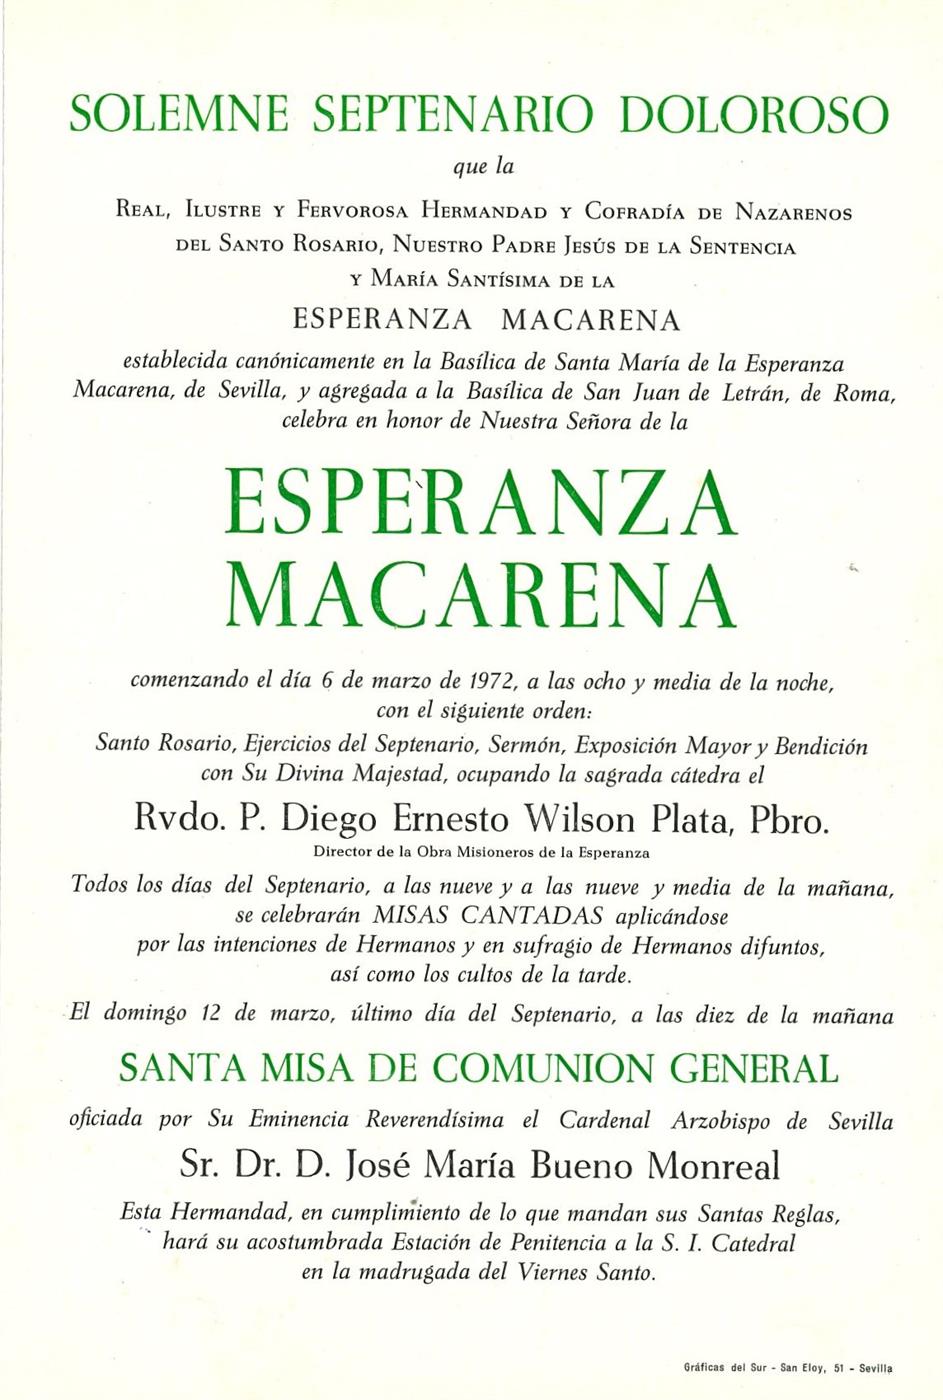 SOLEMNE SEPTENARIO DOLOROSO
que la
REAL, ILUSTRE Y FERVOROSA HERMANDAD Y COFRADÍA DE NAZARENOS
DEL SANTO ROSARIO, NUESTRO PADRE JESÚS DE LA SENTENCIA
Y MARÍA SANTÍSIMA DE LA
ESPERANZA MACARENA
establecida canónicamente en la Basílica de Santa María de la Esperanza
Macarena, de Sevilla, y agregada a la Basílica de San Juan de Letrán, de Roma,
celebra en honor de Nuestra Señora de la
ESPERANZA
MACARENA
comenzando el día 6 de marzo de 1972, a las ocho y media de la noche,
con el siguiente orden:
Santo Rosario, Ejercicios del Septenario, Sermón, Exposición Mayor y Bendición
con Su Divina Majestad, ocupando la sagrada cátedra el
Rvdo. P. Diego Ernesto Wilson Plata, Pbro.
Director de la Obra Misioneros de la Esperanza
Todos los días del Septenario, a las nueve y a las nueve y media de la mañana,
se celebrarán MISAS CANTADAS aplicándose
por las intenciones de Hermanos y en sufragio de Hermanos difuntos,
así como los cultos de la tarde.
El domingo 12 de marzo, último día del Septenario, a las diez de la mañana
SANTA MISA DE COMUNION GENERAL
oficiada por Su Eminencia Reverendísima el Cardenal Arzobispo de Sevilla
Sr. Dr. D. José María Bueno Monreal
Esta Hermandad, en cumplimiento de lo que mandan sus Santas Reglas,
hará su acostumbrada Estación de Penitencia a la S. I. Catedral
en la madrugada del Viernes Santo.
Gráficas del Sur - San Eloy, 51 - Sevilla